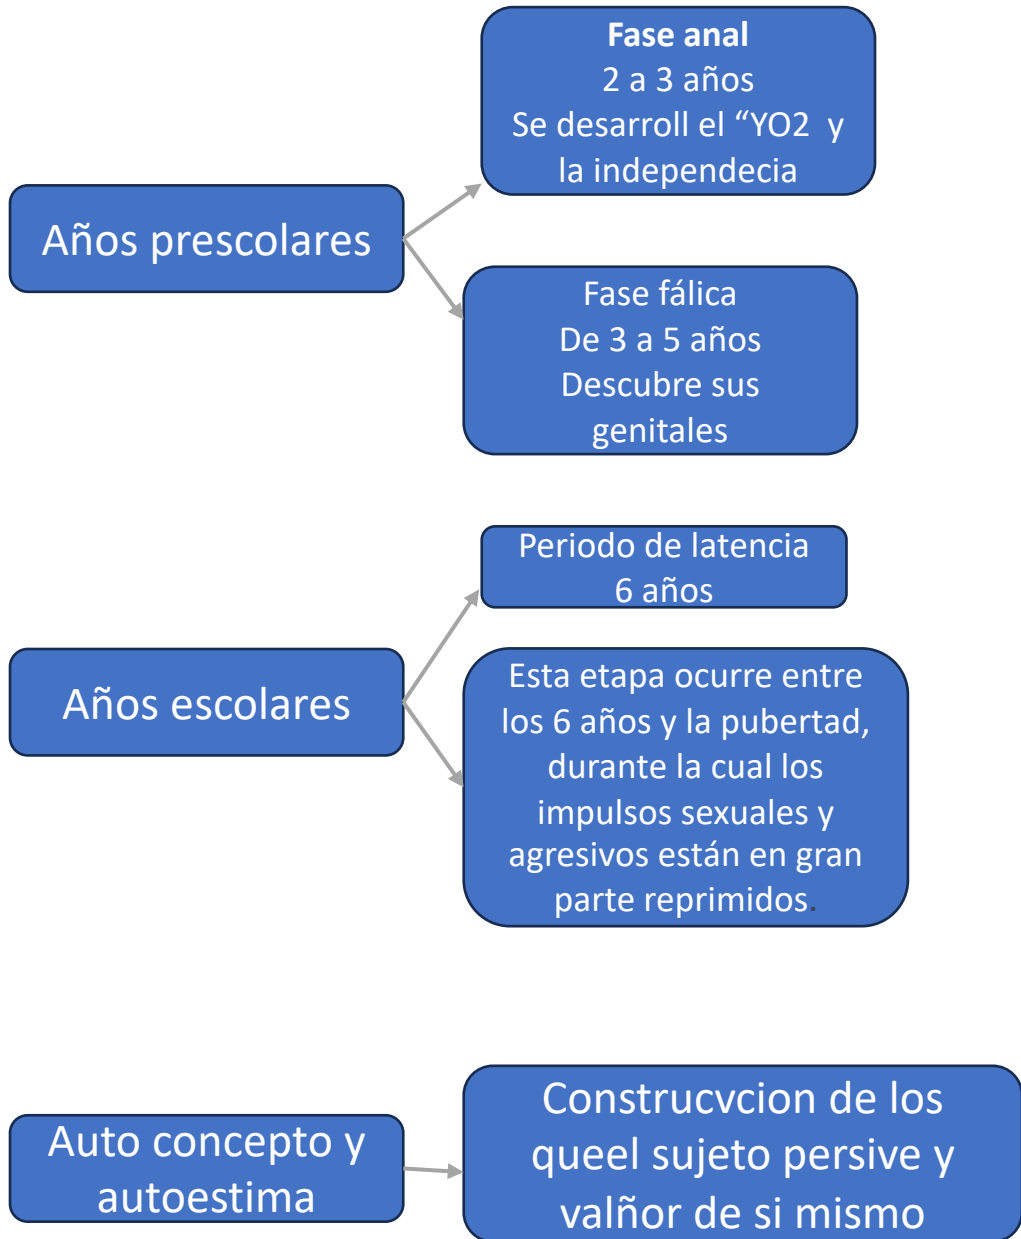 Fase anal
2 a 3 años
Se desarroll el “YO2 y
la independecia
Años prescolares
Fase fálica
De 3 a 5 años
Descubre sus
genitales
Periodo de latencia
6 años
Años escolares
Esta etapa ocurre entre
los 6 años y la pubertad,
durante la cual los
impulsos sexuales y
agresivos están en gran
parte reprimidos.
Auto concepto y
autoestima
Construcvcion de los
queel sujeto persive y
valñor de si mismo